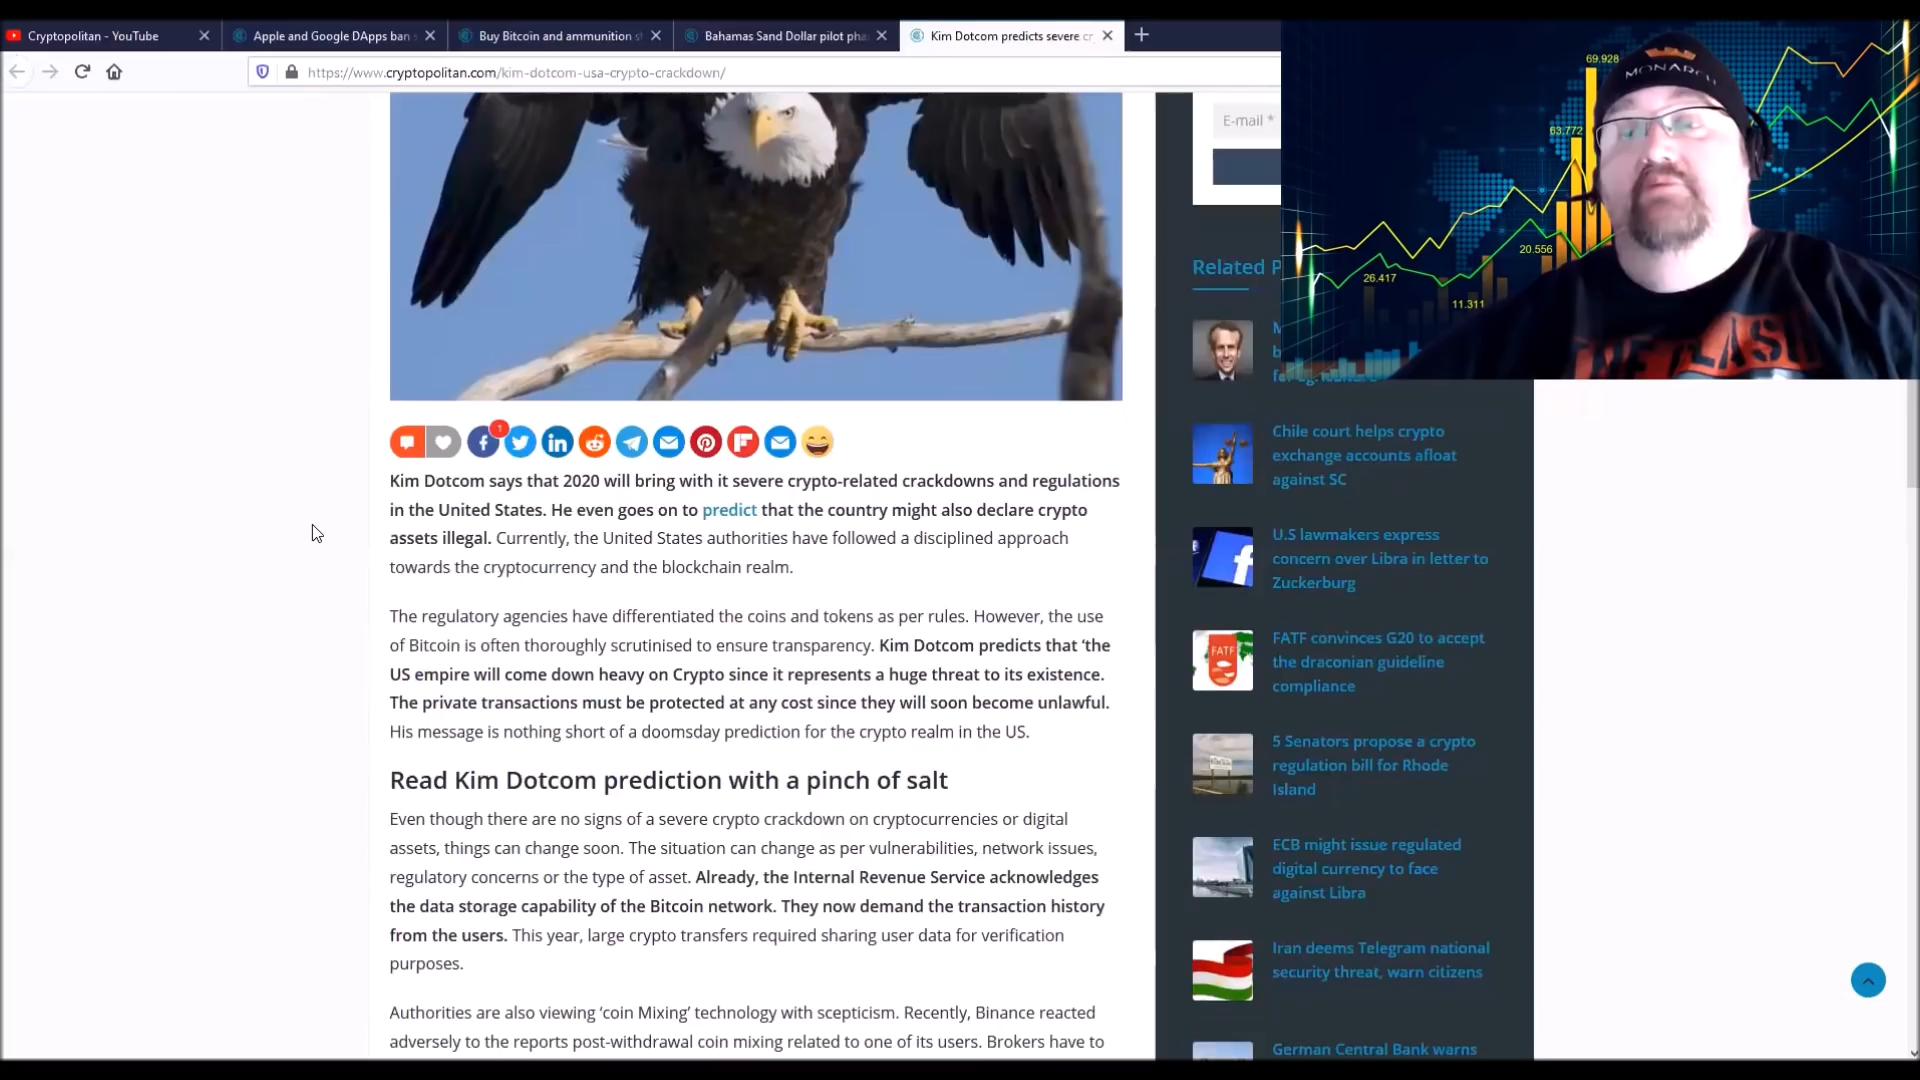 Cryptopolitan - YouTube
Apple and Google DApps ban
Buy Bitcoin and ammunition
Bahamas Sand Dollar pilot
Kim Dotcom predicts severe
https://www.cryptopolitan.com/kim-dotcom-usa-crypto-crackdown/
1
Kim Dotcom says that 2020 will bring with it severe crypto-related crackdowns and regulations
in the United States. He even goes on to predict that the country might also declare crypto
assets illegal. Currently, the United States authorities have followed a disciplined approach
towards the cryptocurrency and the blockchain realm.
The regulatory agencies have differentiated the coins and tokens as per rules. However, the use
of Bitcoin is often thoroughly scrutinised to ensure transparency. Kim Dotcom predicts that ‘the
US empire will come down heavy on Crypto since it represents a huge threat to its existence.
The private transactions must be protected at any cost since they will soon become unlawful.
His message is nothing short of a doomsday prediction for the crypto realm in the US.
Read Kim Dotcom prediction with a pinch of salt
Even though there are no signs of a severe crypto crackdown on cryptocurrencies or digital
assets, things can change soon. The situation can change as per vulnerabilities, network issues,
regulatory concerns or the type of asset. Already, the Internal Revenue Service acknowledges
the data storage capability of the Bitcoin network. They now demand the transaction history
from the users. This year, large crypto transfers required sharing user data for verification
purposes.
Authorities are also viewing ‘coin Mixing’ technology with scepticism. Recently, Binance reacted
adversely to the reports post-withdrawal coin mixing related to one of its users. Brokers have to
E-mail *
Related
Chile court helps crypto
exchange accounts afloat
against SC
U.S lawmakers express
concern over Libra in letter to
Zuckerburg
FATF
FATF convinces G20 to accept
the draconian guideline
compliance
5 Senators propose a crypto
regulation bill for Rhode
Island
ECB might issue regulated
digital currency to face
against Libra
Iran deems Telegram national
security threat, warn citizens
German Central Bank warns
69.928
63.772
20.556
26.417
11.311
MONARCH